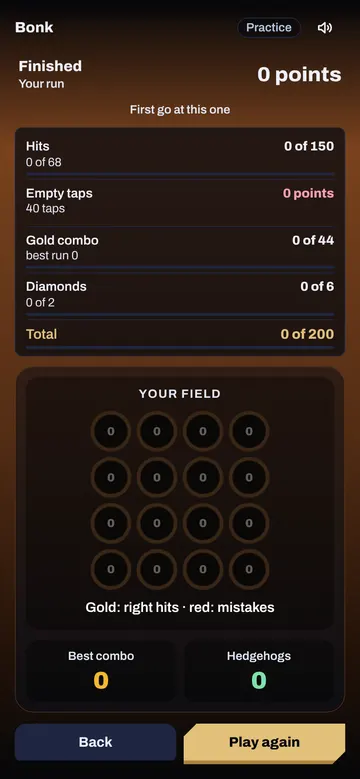 Bonk
Practice
Finished
Your run
0 points
First go at this one
Hits
0 of 150
0 of 68
Empty taps
0 points
40 taps
Gold combo
0 of 44
best run 0
Diamonds
0 of 6
0 of 2
Total
0 of 200
YOUR FIELD
0 0 0 0
0 0 0 0
0 0 0 0
0 0 0 0
Gold: right hits · red: mistakes
Best combo
0
Hedgehogs
0
Back
Play again